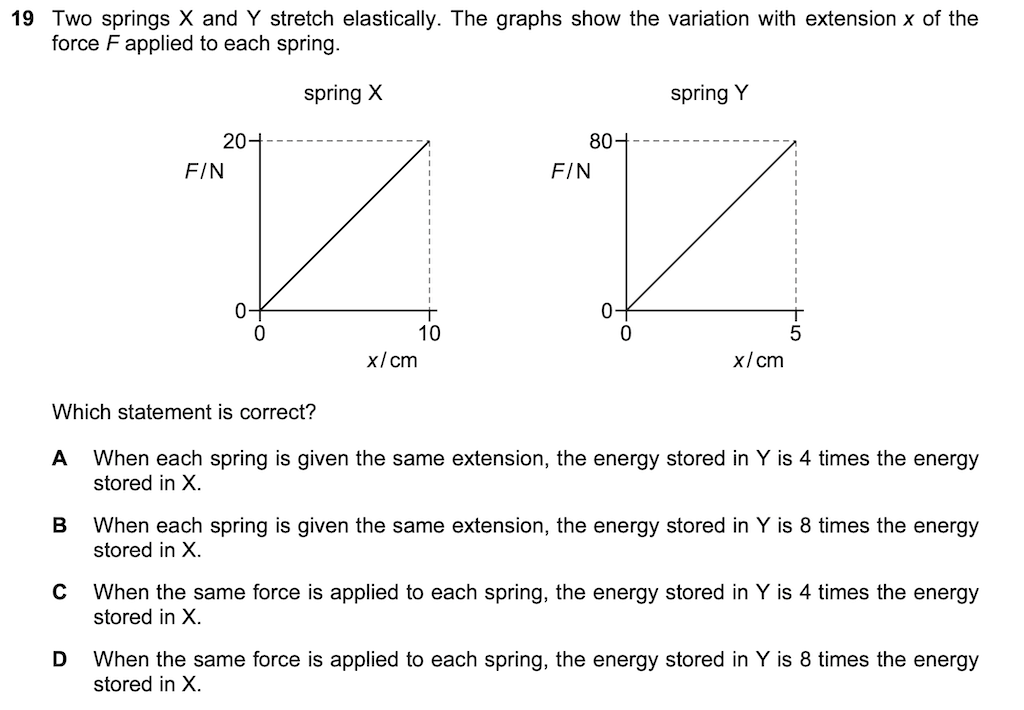 19 Two springs X and Y stretch elastically. The graphs show the variation with extension x of the
force F applied to each spring.
spring X
20
F/N
0
0
10
x/cm
spring Y
80
F/N
0
0
5
x/cm
Which statement is correct?
A When each spring is given the same extension, the energy stored in Y is 4 times the energy
stored in X.
B When each spring is given the same extension, the energy stored in Y is 8 times the energy
stored in X.
C When the same force is applied to each spring, the energy stored in Y is 4 times the energy
stored in X.
D When the same force is applied to each spring, the energy stored in Y is 8 times the energy
stored in X.